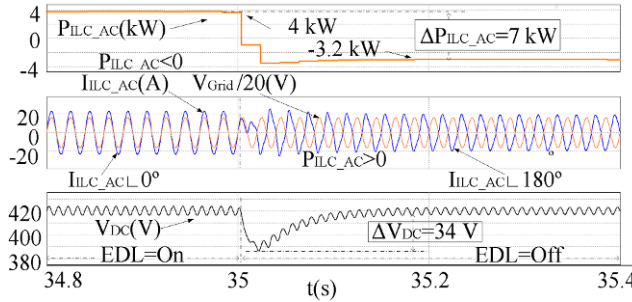 4
0
-4
P_ILC_AC(kW)
4 kW
-3.2 kW
ΔP_ILC_AC=7 kW
P_ILC_AC<0
I_ILC_AC(A)
V_Grid/20(V)
20
0
-20
P_ILC_AC>0
I_ILC_AC∟0º
I_ILC_AC∟180º
420
400
380
V_DC(V)
ΔV_DC=34 V
EDL=On
EDL=Off
34.8 35 35.2 35.4
t(s)